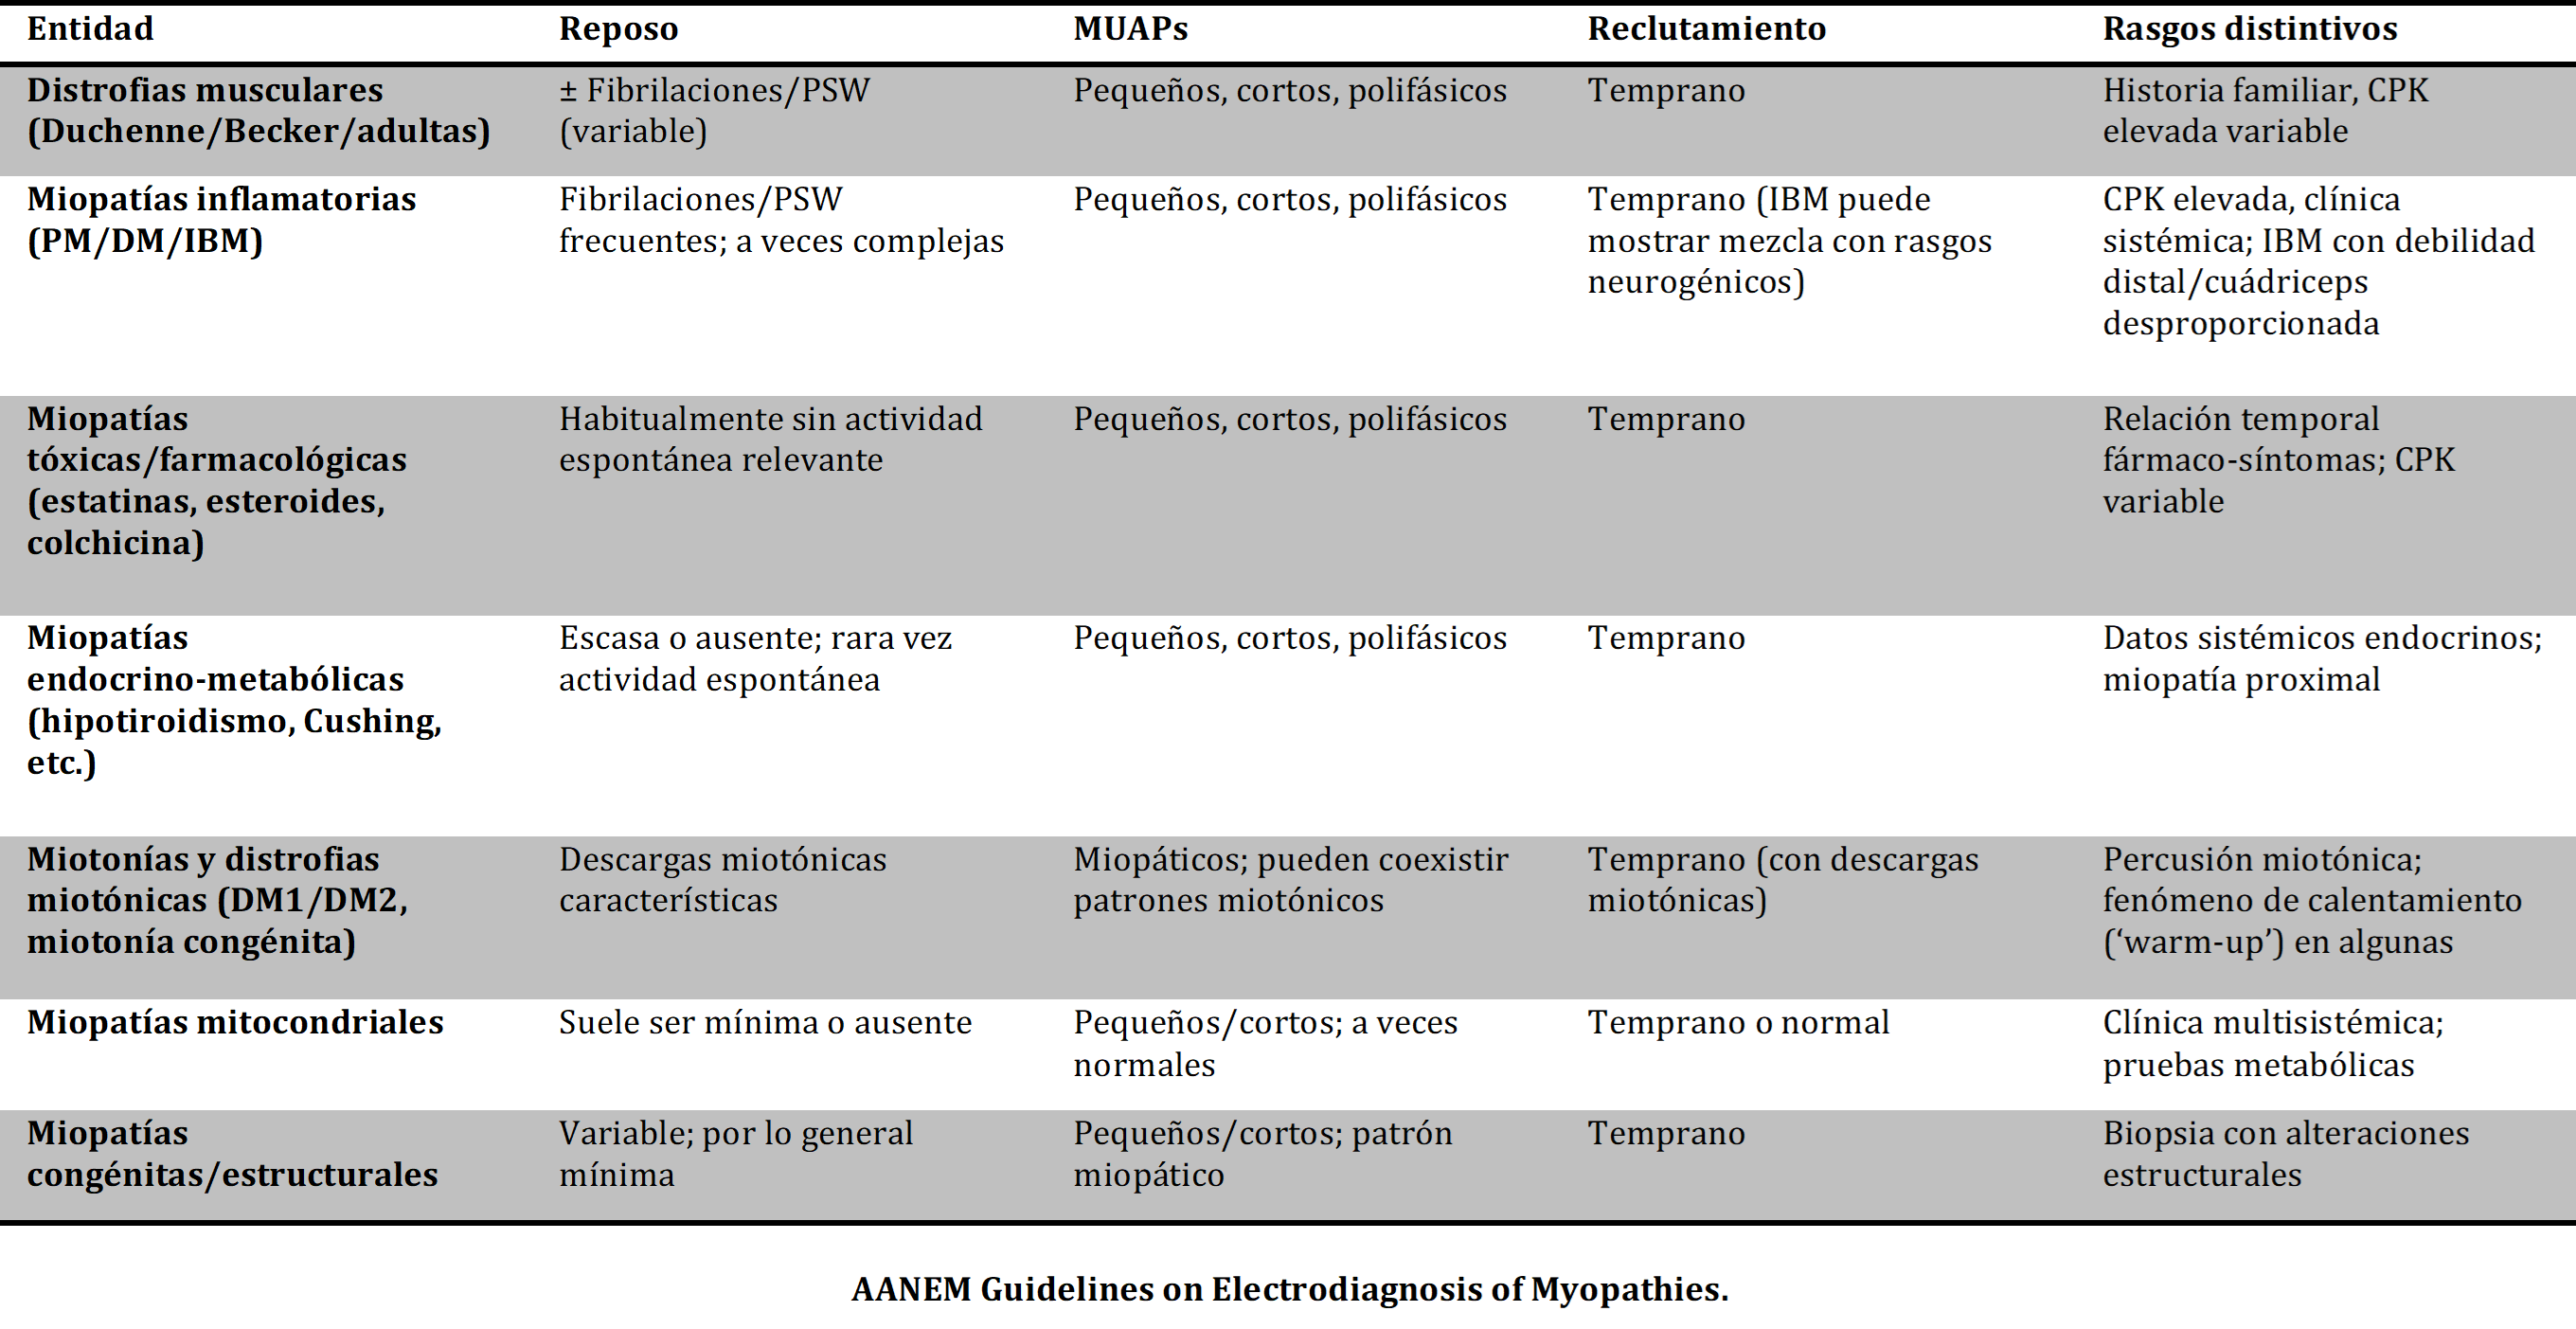 Entidad Reposo MUAPs Reclutamiento Rasgos distintivos
Distrofias musculares ± Fibrilaciones/PSW Pequeños, cortos, polifásicos Temprano Historia familiar, CPK
(Duchenne/Becker/adultas) (variable) elevada variable
Miopatías inflamatorias Fibrilaciones/PSW Pequeños, cortos, polifásicos Temprano (IBM puede CPK elevada, clínica
(PM/DM/IBM) frecuentes; a veces complejas mostrar mezcla con rasgos sistémica; IBM con debilidad
neurogénicos) distal/cuádriceps
desproporcionada
Miopatías Habitualmente sin actividad Pequeños, cortos, polifásicos Temprano Relación temporal
tóxicas/farmacológicas espontánea relevante fármaco-síntomas; CPK
(estatinas, esteroides, variable
colchicina)
Miopatías Escasa o ausente; rara vez Pequeños, cortos, polifásicos Temprano Datos sistémicos endocrinos;
endocrino-metabólicas actividad espontánea miopatía proximal
(hipotiroidismo, Cushing,
etc.)
Miotonías y distrofias Descargas miotónicas Miopáticos; pueden coexistir Temprano (con descargas Percusión miotónica;
miotónicas (DM1/DM2, características patrones miotónicos miotónicas) fenómeno de calentamiento
miotonía congénita) (‘warm-up’) en algunas
Miopatías mitocondriales Suele ser mínima o ausente Pequeños/cortos; a veces Temprano o normal Clínica multisistémica;
normales pruebas metabólicas
Miopatías Variable; por lo general Pequeños/cortos; patrón Temprano Biopsia con alteraciones
congénitas/estructurales mínima miopático estructurales
AANEM Guidelines on Electrodiagnosis of Myopathies.